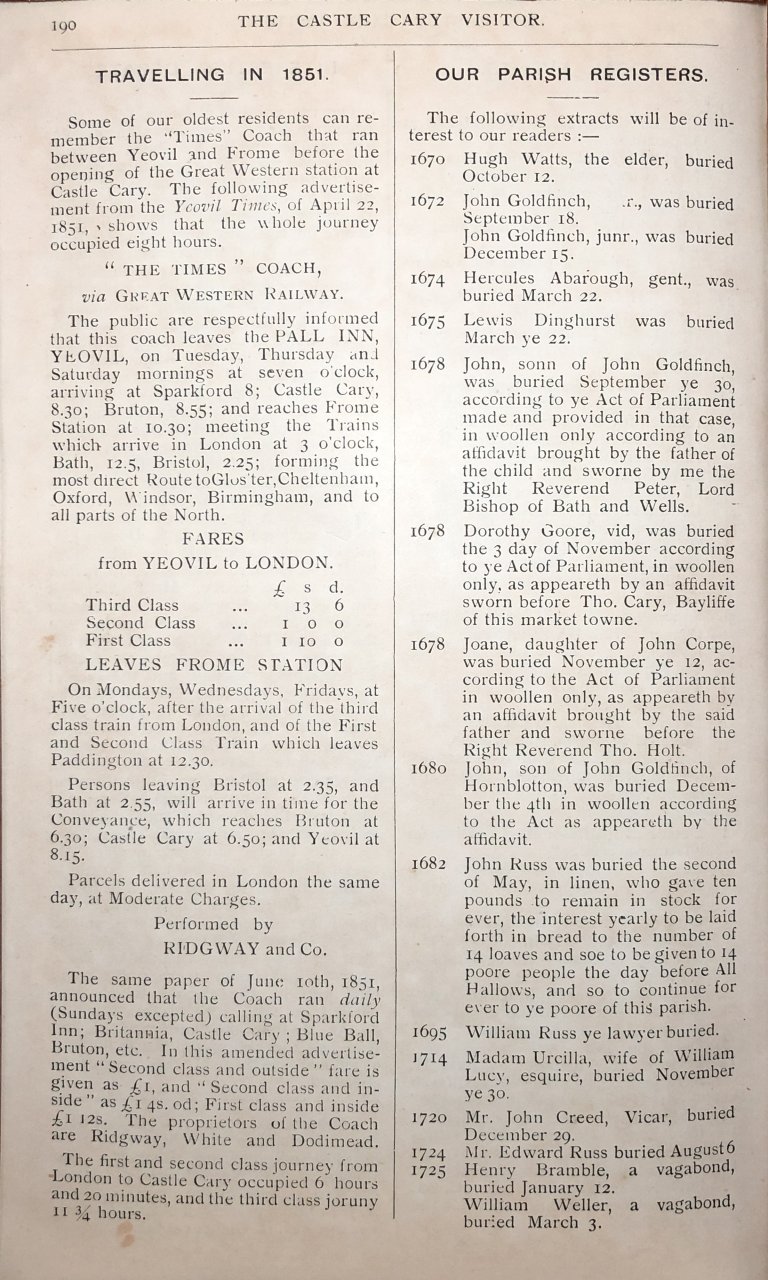 190
THE CASTLE CARY VISITOR.
TRAVELLING IN 1851.
Some of our oldest residents can re-
member the "Times" Coach that ran
between Yeovil and Frome before the
opening of the Great Western station at
Castle Cary. The following advertise-
ment from the Yeovil Times, of April 22,
1851, shows that the whole journey
occupied eight hours.
" THE TIMES " COACH,
via GREAT WESTERN RAILWAY.
The public are respectfully informed
that this coach leaves the PALL INN,
YEOVIL, on Tuesday, Thursday and
Saturday mornings at seven o'clock,
arriving at Sparkford 8; Castle Cary,
8.30; Bruton, 8.55; and reaches Frome
Station at 10.30; meeting the Trains
which arrive in London at 3 o'clock,
Bath, 12.5, Bristol, 2.25; forming the
most direct Route to Glos'ter, Cheltenham,
Oxford, Windsor, Birmingham, and to
all parts of the North.
FARES
from YEOVIL to LONDON.
£ s d.
Third Class ... 13 6
Second Class ... 1 0 0
First Class ... 1 10 0
LEAVES FROME STATION
On Mondays, Wednesdays, Fridays, at
Five o'clock, after the arrival of the third
class train from London, and of the First
and Second Class Train which leaves
Paddington at 12.30.
Persons leaving Bristol at 2.35, and
Bath at 2.55, will arrive in time for the
Conveyance, which reaches Bruton at
6.30; Castle Cary at 6.50; and Yeovil at
8.15.
Parcels delivered in London the same
day, at Moderate Charges.
Performed by
RIDGWAY and Co.
The same paper of June 10th, 1851,
announced that the Coach ran daily
(Sundays excepted) calling at Sparkford
Inn; Britannia, Castle Cary ; Blue Ball,
Bruton, etc. In this amended advertise-
ment " Second class and outside " fare is
given as £1, and " Second class and in-
side " as £1 4s. 0d; First class and inside
£1 12s. The proprietors of the Coach
are Ridgway, White and Dodimead.
The first and second class journey from
London to Castle Cary occupied 6 hours
and 20 minutes, and the third class joruny
11 ¾ hours.
OUR PARISH REGISTERS.
The following extracts will be of in-
terest to our readers :—
1670 Hugh Watts, the elder, buried
October 12.
1672 John Goldfinch, was buried
September 18.
John Goldfinch, junr., was buried
December 15.
1674 Hercules Abarough, gent., was
buried March 22.
1675 Lewis Dinghurst was buried
March ye 22.
1678 John, sonn of John Goldfinch,
was buried September ye 30,
according to ye Act of Parliament
made and provided in that case,
in woollen only according to an
affidavit brought by the father of
the child and sworne by me the
Right Reverend Peter, Lord
Bishop of Bath and Wells.
1678 Dorothy Goore, vid, was buried
the 3 day of November according
to ye Act of Parliament, in woollen
only, as appeareth by an affidavit
sworn before Tho. Cary, Bayliffe
of this market towne.
1678 Joane, daughter of John Corpe,
was buried November ye 12, ac-
cording to the Act of Parliament
in woollen only, as appeareth by
an affidavit brought by the said
father and sworne before the
Right Reverend Tho. Holt.
1680 John, son of John Goldfinch, of
Hornblotton, was buried Decem-
ber the 4th in woollen according
to the Act as appeareth by the
affidavit.
1682 John Russ was buried the second
of May, in linen, who gave ten
pounds to remain in stock for
ever, the interest yearly to be laid
forth in bread to the number of
14 loaves and soe to be given to 14
poore people the day before All
Hallows, and so to continue for
ever to ye poore of this parish.
1695 William Russ ye lawyer buried.
1714 Madam Urcilla, wife of William
Lucy, esquire, buried November
ye 30.
1720 Mr. John Creed, Vicar, buried
December 29.
1724 Mr. Edward Russ buried August 6
1725 Henry Bramble, a vagabond,
buried January 12.
William Weller, a vagabond,
buried March 3.